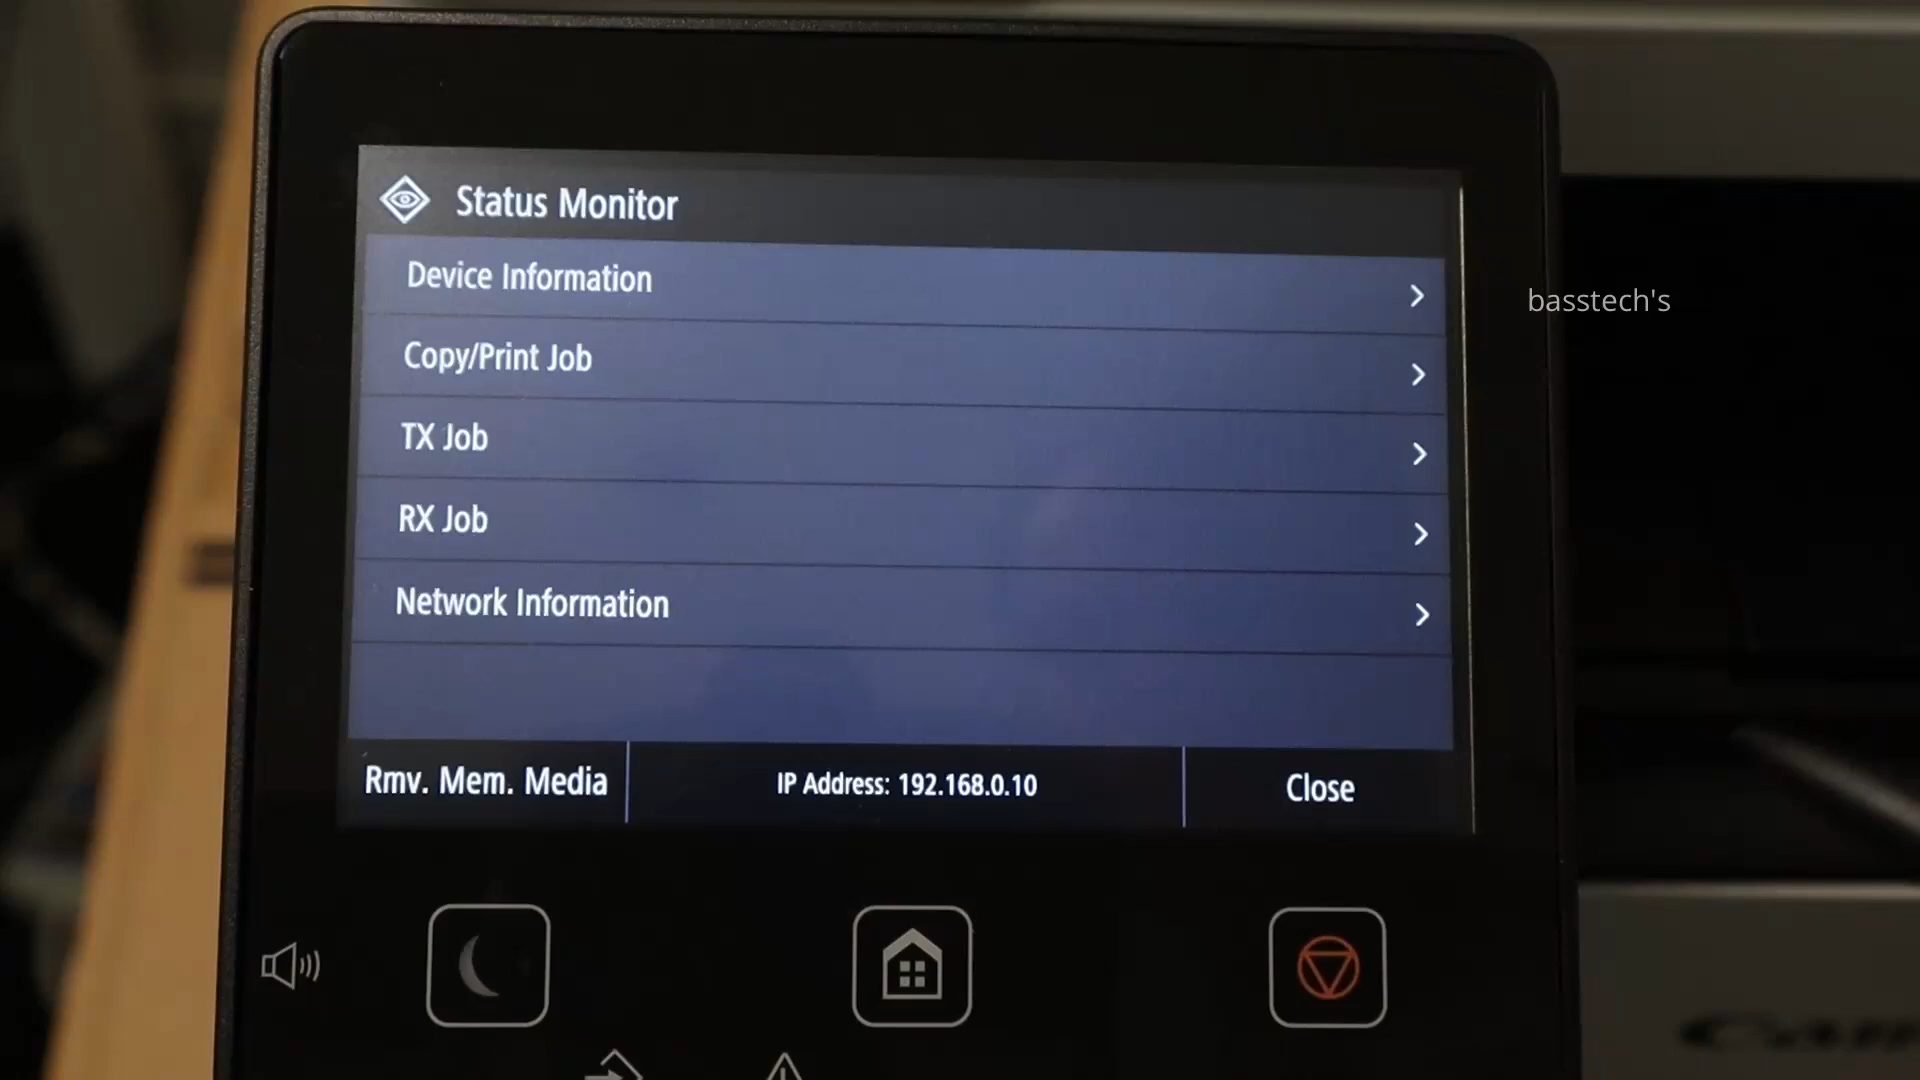 Status Monitor
Device Information
Copy/Print Job
TX Job
RX Job
Network Information
Rmv. Mem. Media
IP Address: 192.168.0.10
Close
basstech's